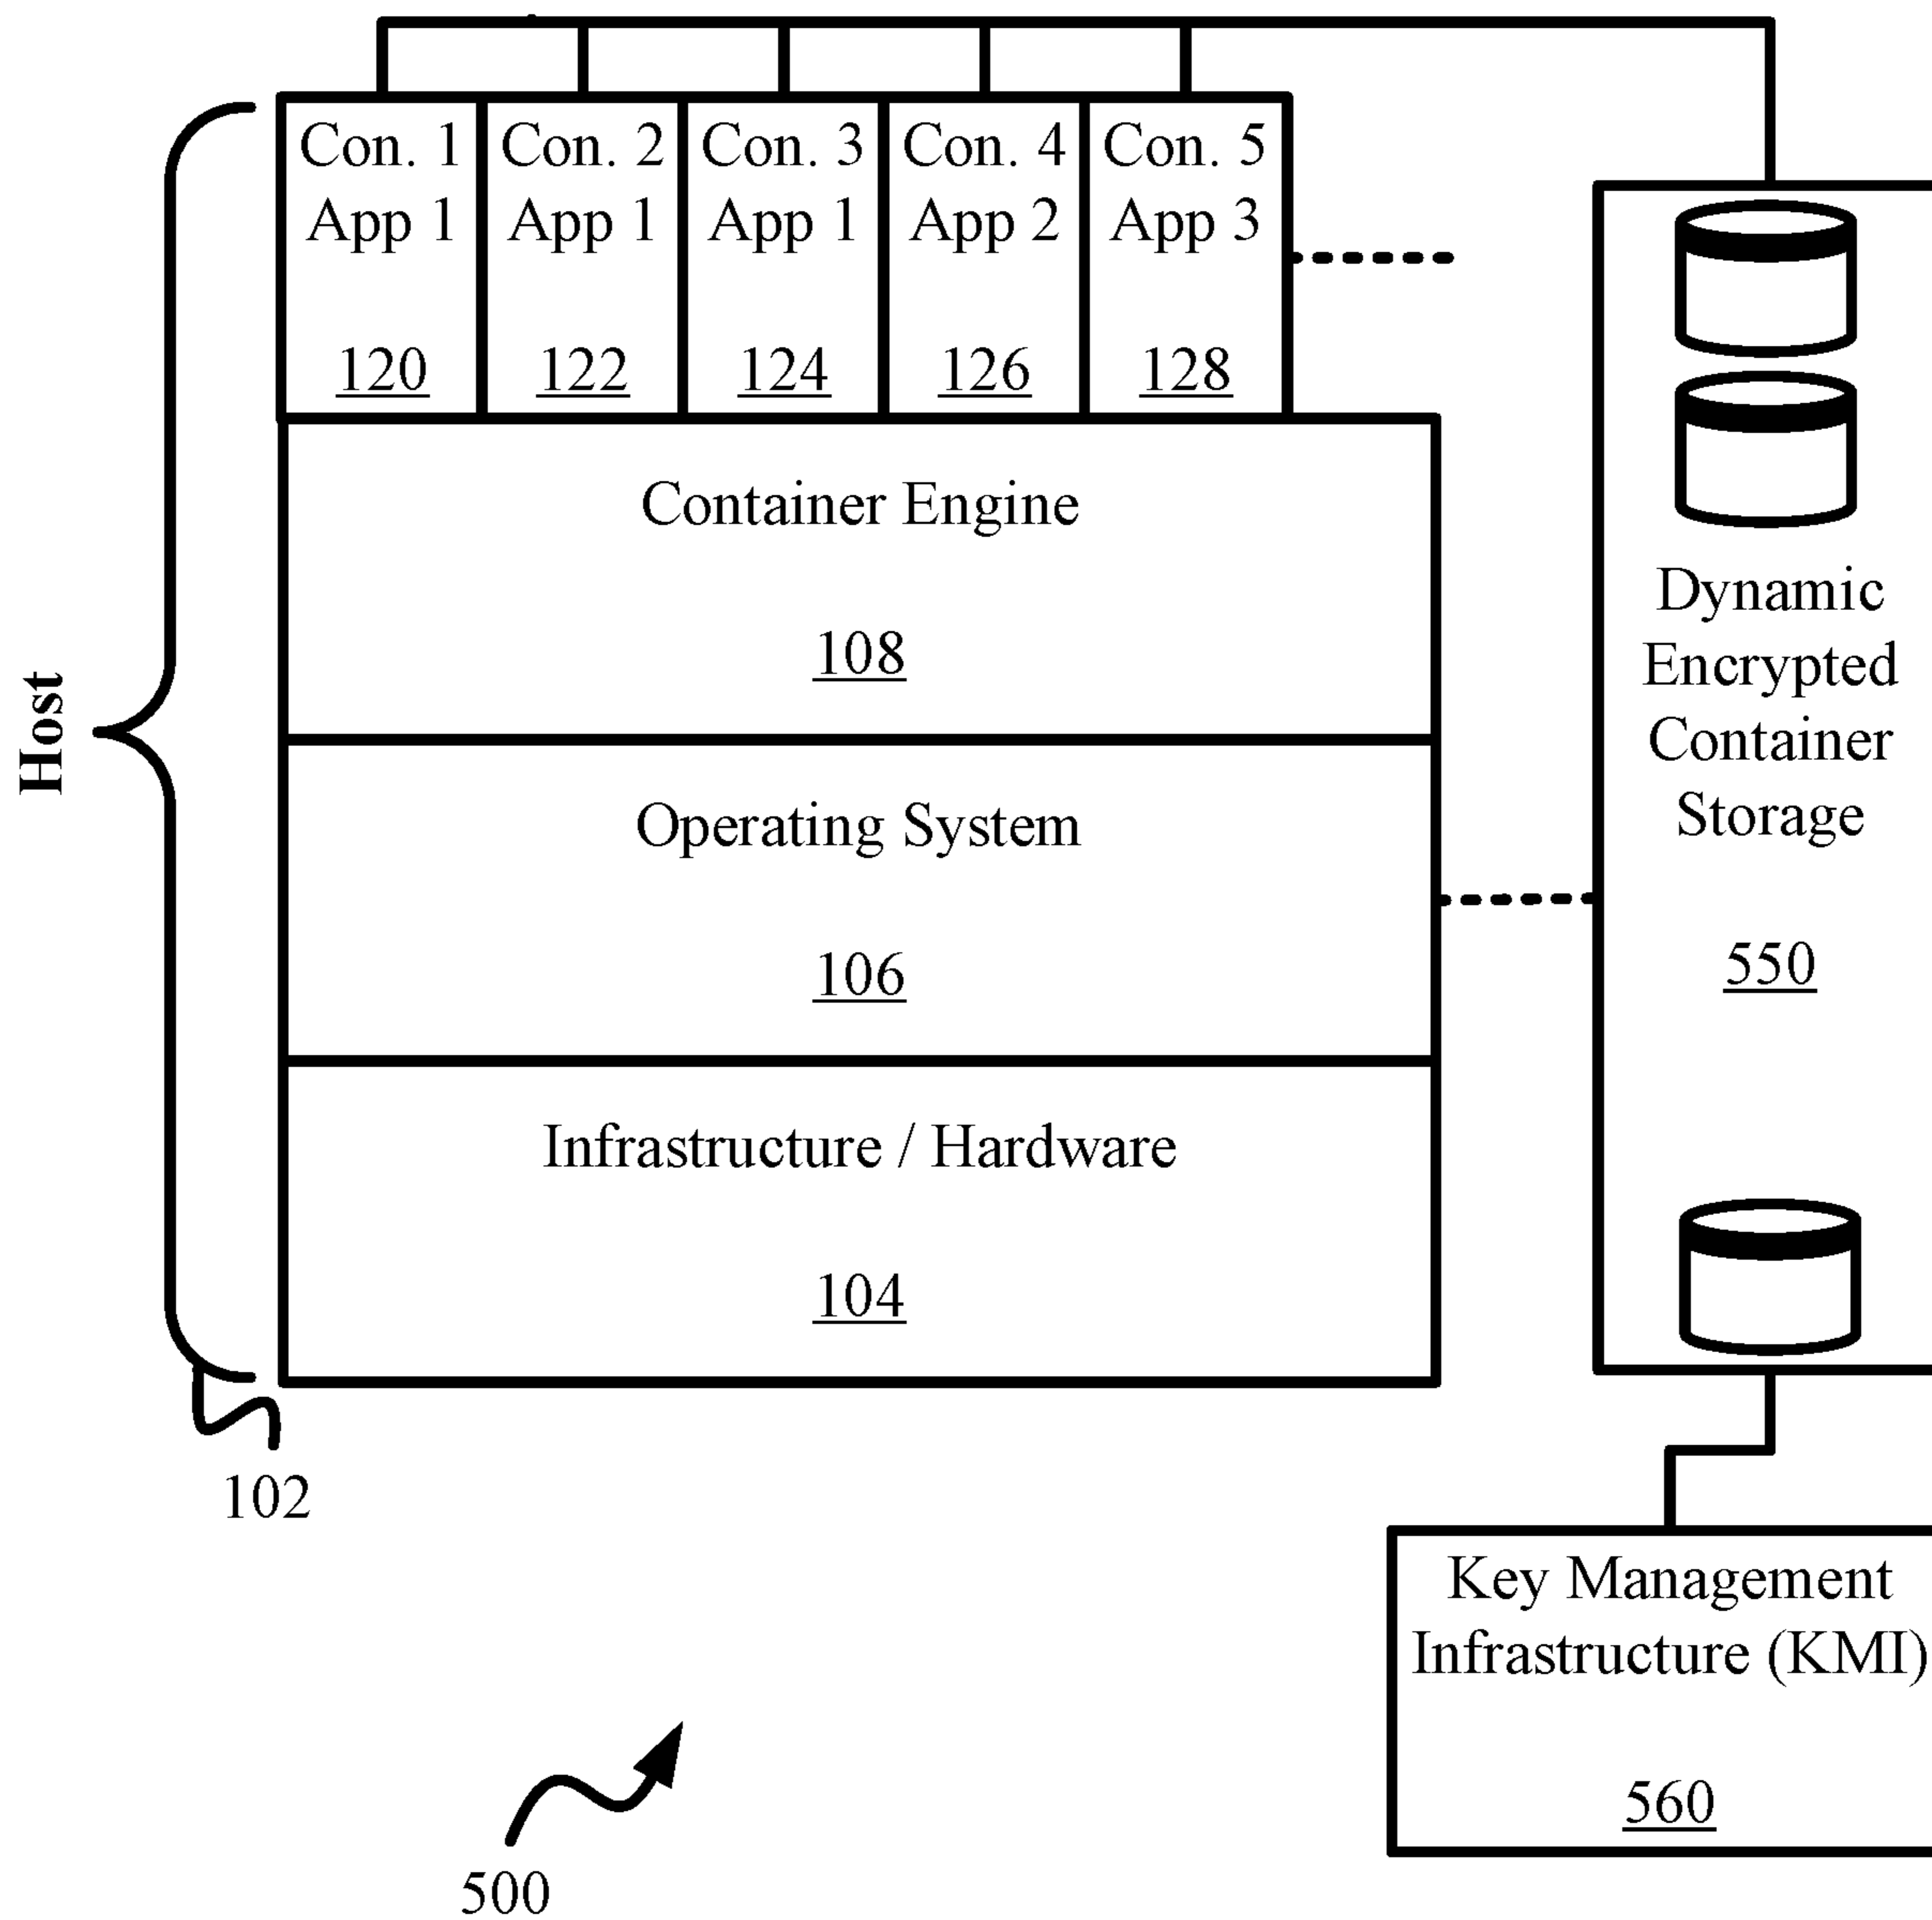 Con. 1
App 1
120
Con. 2
App 1
122
Con. 3
App 1
124
Con. 4
App 2
126
Con. 5
App 3
128
Container Engine
108
Operating System
106
Infrastructure / Hardware
104
Host
102
Dynamic
Encrypted
Container
Storage
550
Key Management
Infrastructure (KMI)
560
500